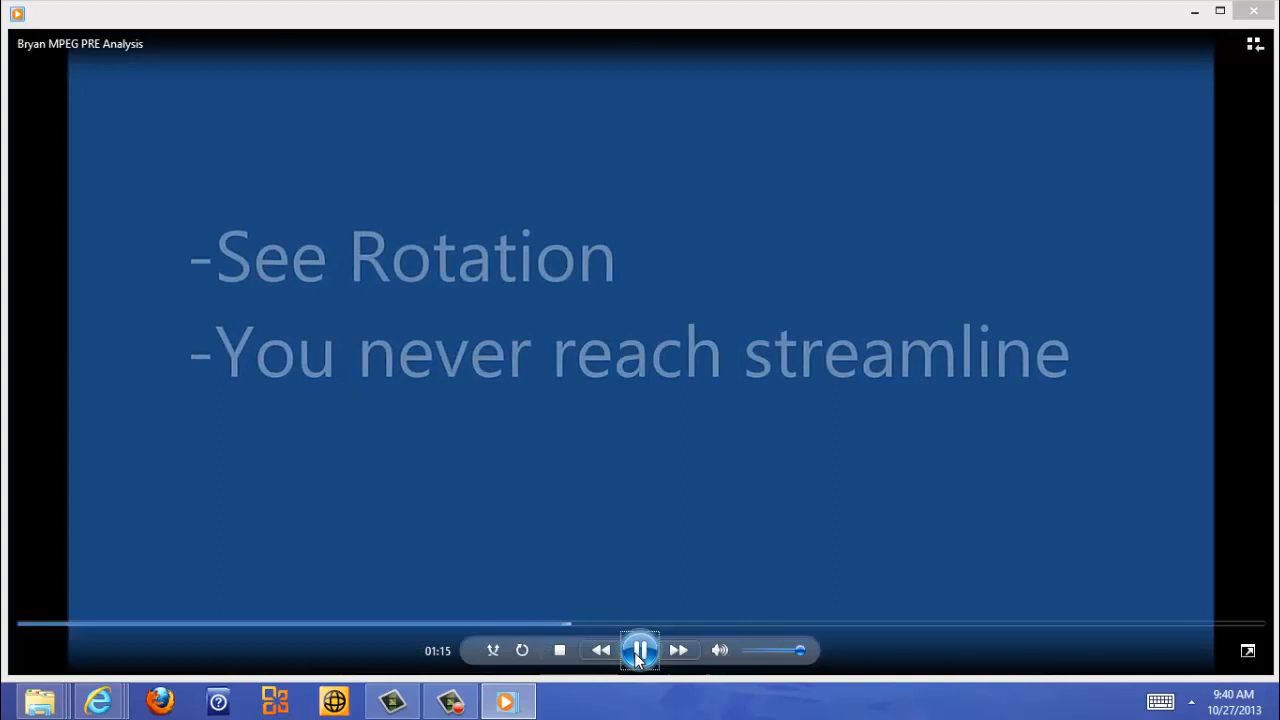 Bryan MPEG PRE Analysis
-See Rotation
-You never reach streamline
01:15
9:40 AM
10/27/2013